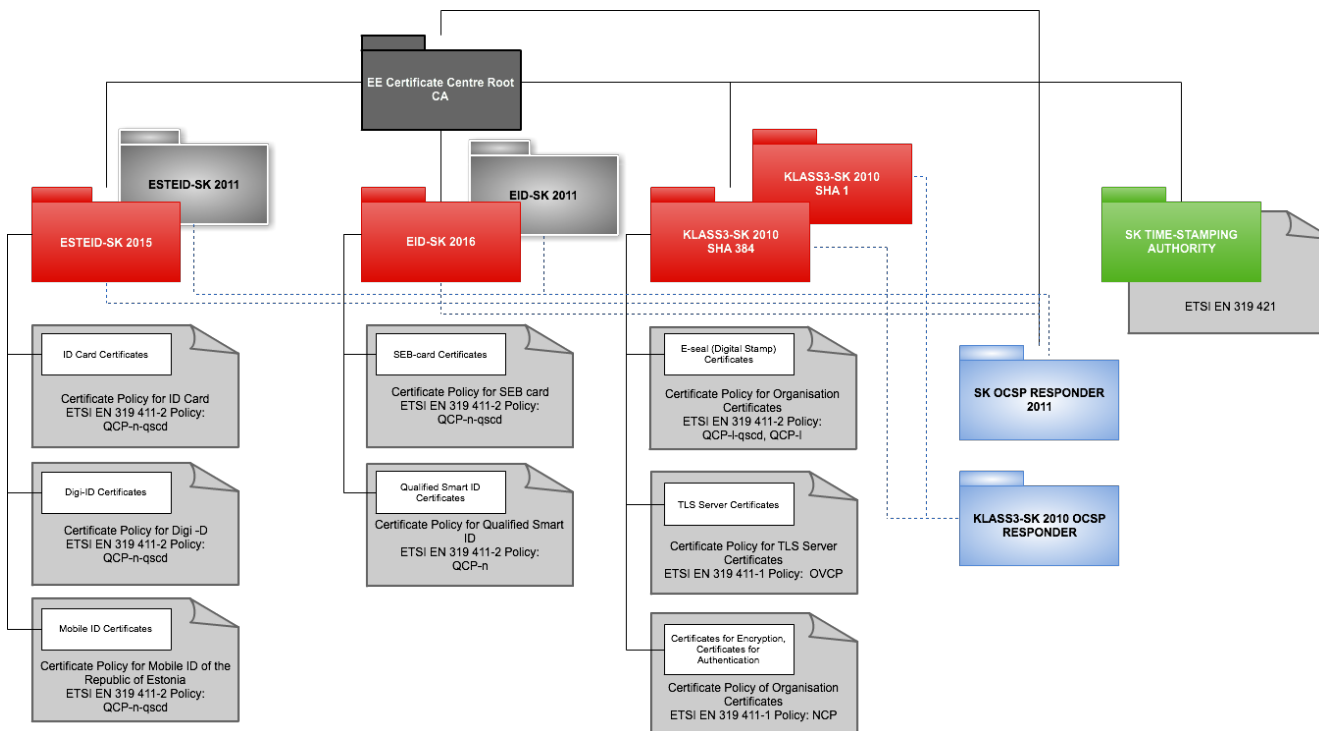 EE Certificate Centre Root
CA
ESTEID-SK 2011
ESTEID-SK 2015
EID-SK 2011
EID-SK 2016
KLASS3-SK 2010
SHA 1
KLASS3-SK 2010
SHA 384
SK TIME-STAMPING
AUTHORITY
ETSI EN 319 421
ID Card Certificates
Certificate Policy for ID Card
ETSI EN 319 411-2 Policy:
QCP-n-qscd
Digi-ID Certificates
Certificate Policy for Digi -D
ETSI EN 319 411-2 Policy:
QCP-n-qscd
Mobile ID Certificates
Certificate Policy for Mobile ID of the
Republic of Estonia
ETSI EN 319 411-2 Policy:
QCP-n-qscd
SEB-card Certificates
Certificate Policy for SEB card
ETSI EN 319 411-2 Policy:
QCP-n-qscd
Qualified Smart ID
Certificates
Certificate Policy for Qualified Smart
ID
ETSI EN 319 411-2 Policy:
QCP-n
E-seal (Digital Stamp)
Certificates
Certificate Policy for Organisation
Certificates
ETSI EN 319 411-2 Policy:
QCP-l-qscd, QCP-l
TLS Server Certificates
Certificate Policy for TLS Server
Certificates
ETSI EN 319 411-1 Policy:  OVCP
Certificates for Encryption,
Certificates for
Authentication
Certificate Policy of Organisation
Certificates
ETSI EN 319 411-1 Policy: NCP
SK OCSP RESPONDER
2011
KLASS3-SK 2010 OCSP
RESPONDER